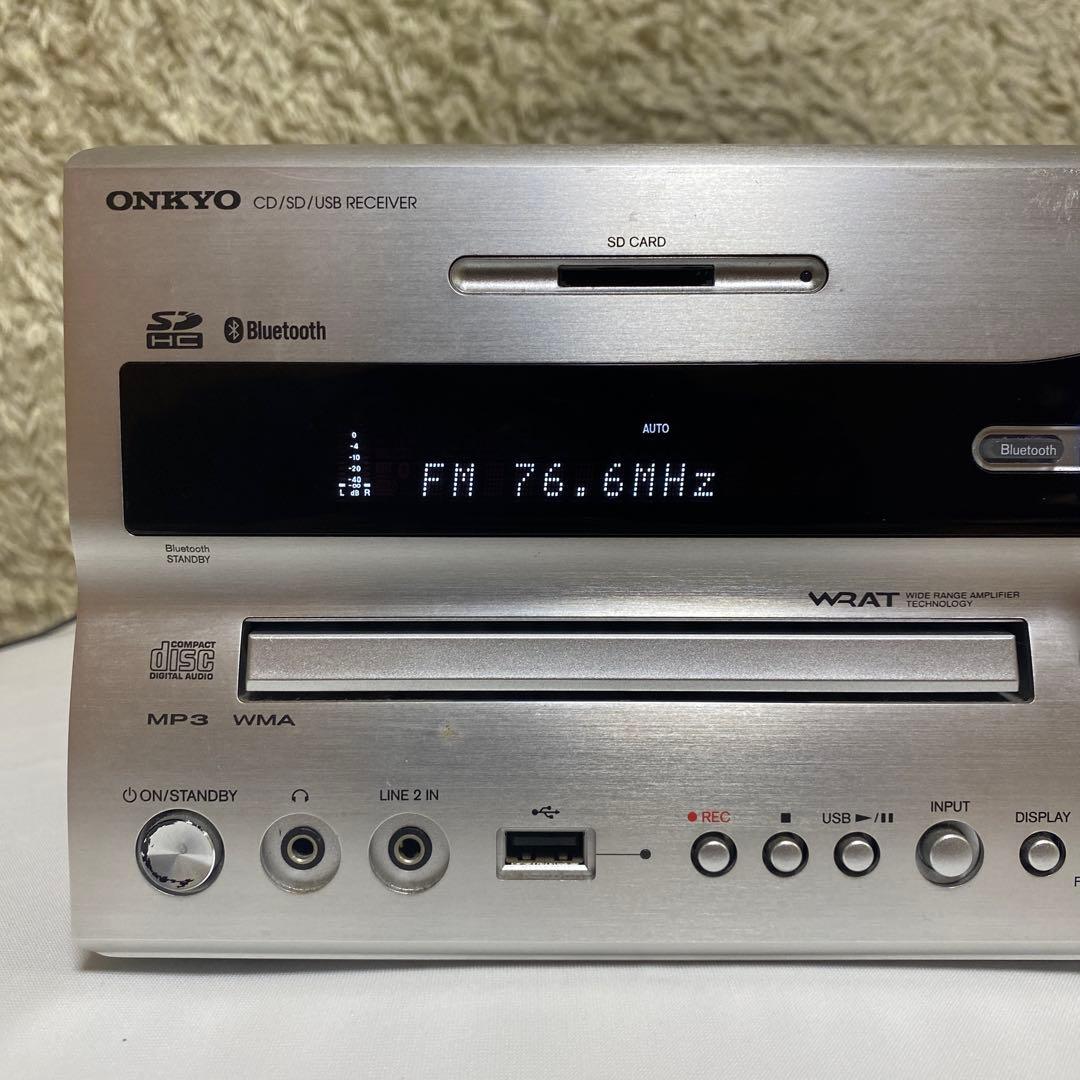 ONKYO CD/SD/USB RECEIVER
SD CARD
SD HC Bluetooth
AUTO
0
-4
-10
-20
-40
-∞
L dB R
FM 76.6MHz
Bluetooth
Bluetooth
STANDBY
WRAT WIDE RANGE AMPLIFIER
TECHNOLOGY
COMPACT
disc
DIGITAL AUDIO
MP3 WMA
ON/STANDBY
LINE 2 IN
REC
USB
INPUT
DISPLAY
F